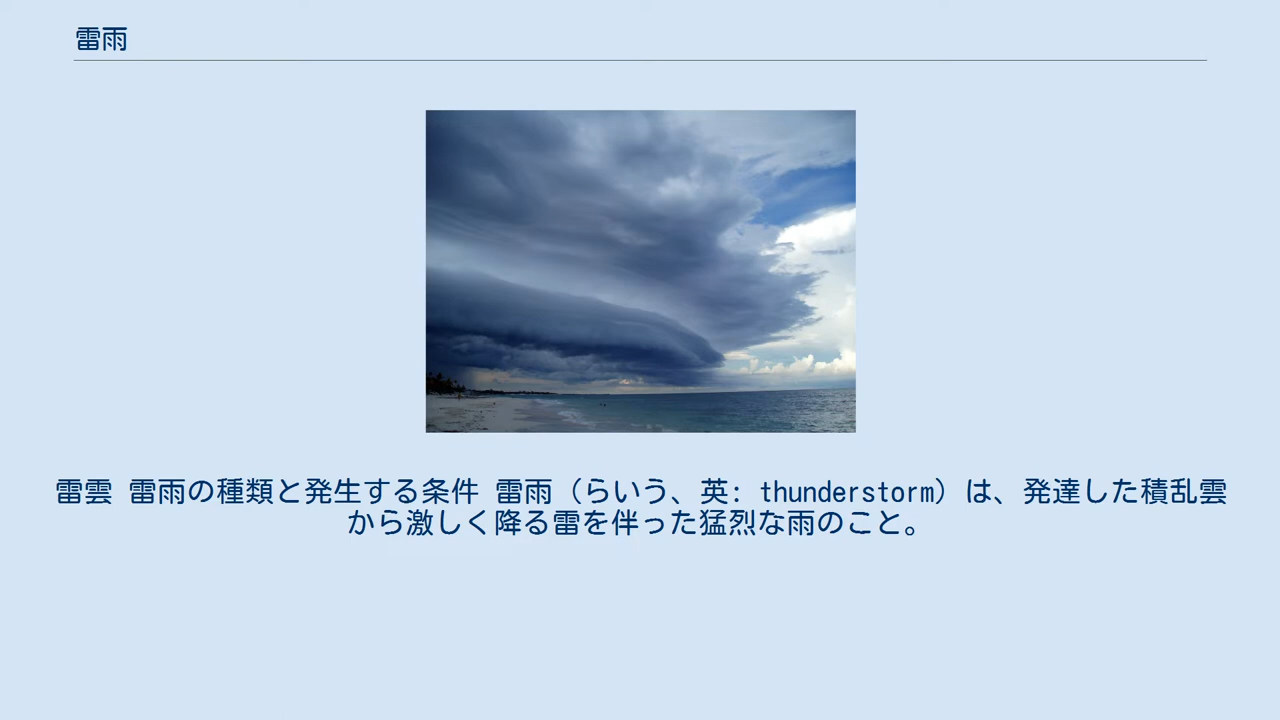 雷雨
雷雲 雷雨の種類と発生する条件 雷雨（らいう、英: thunderstorm）は、発達した積乱雲
から激しく降る雷を伴った猛烈な雨のこと。